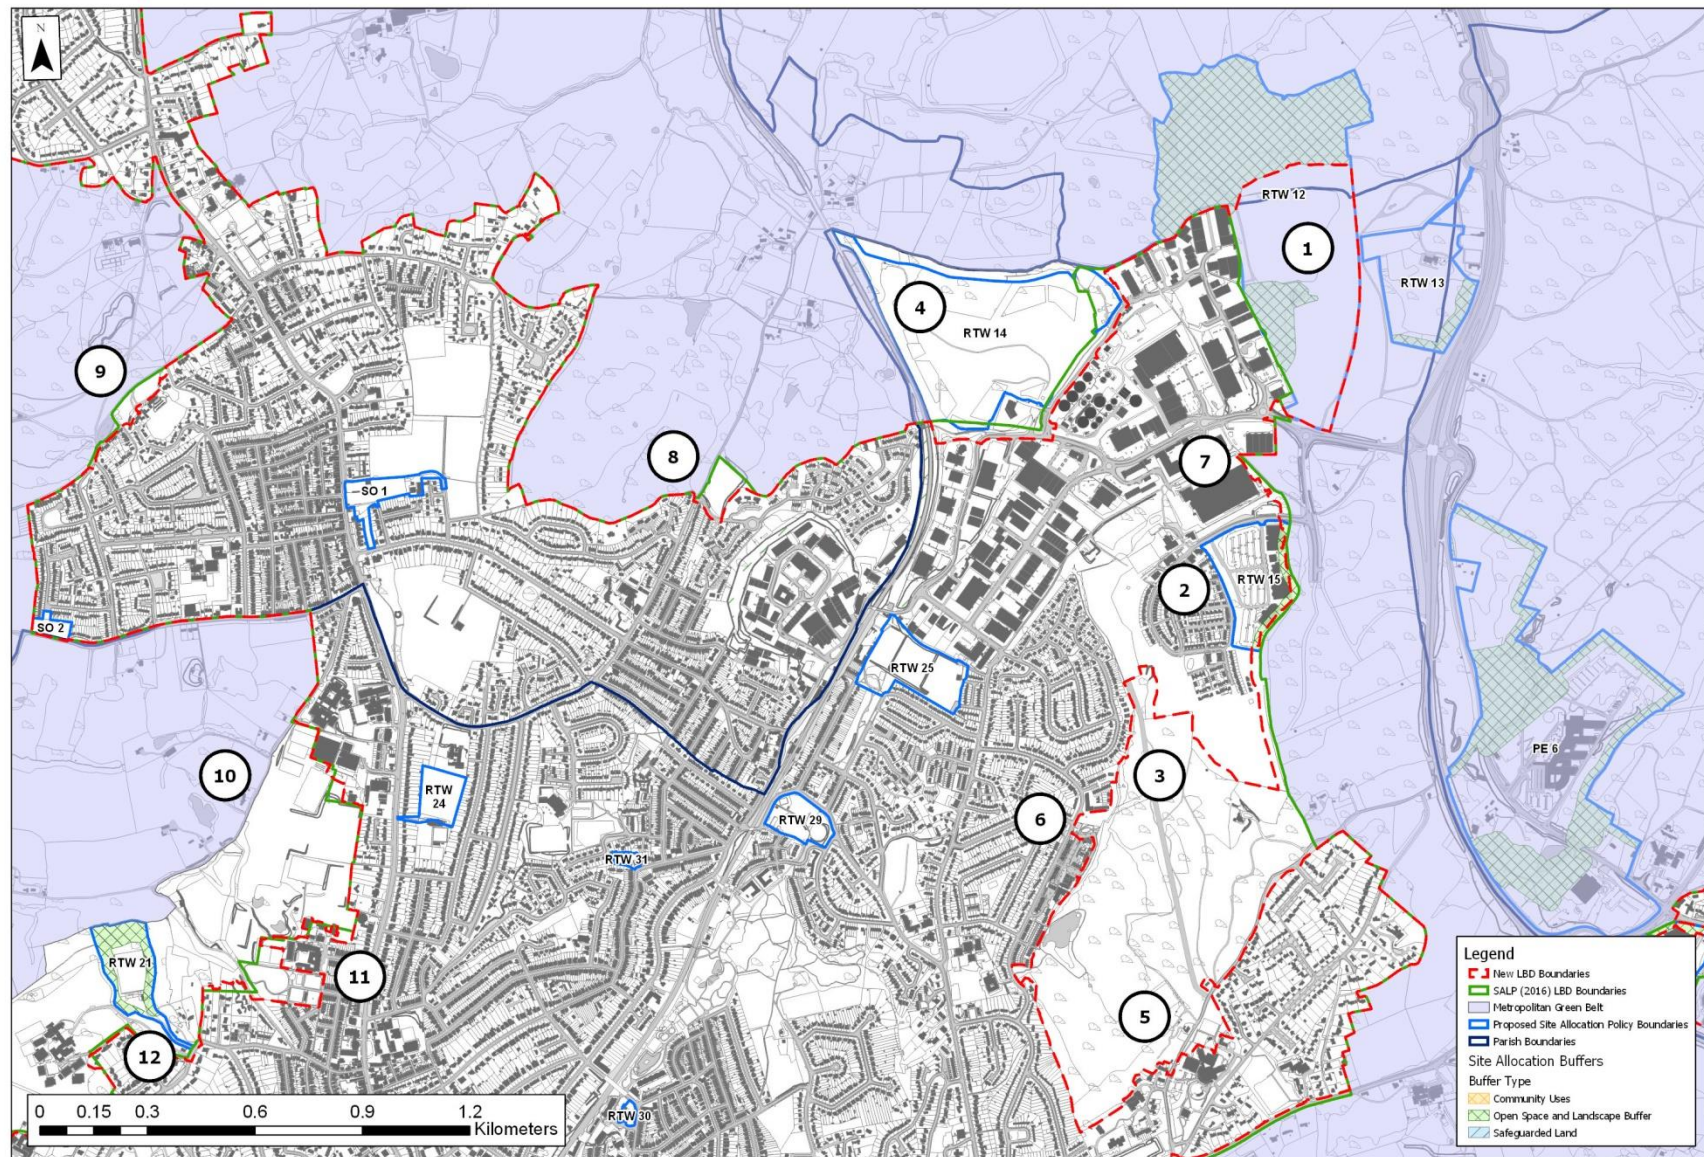 N
RTW 12
1
RTW 13
4
RTW 14
9
8
7
SO 1
2
RTW 15
SO 2
RTW 25
PE 6
10
3
RTW
24
6
RTW 29
RTW 31
RTW 21
11
5
12
RTW 30
0 0.15 0.3 0.6 0.9 1.2
Kilometers
Legend
New LBD Boundaries
SALP (2016) LBD Boundaries
Metropolitan Green Belt
Proposed Site Allocation Policy Boundaries
Parish Boundaries
Site Allocation Buffers
Buffer Type
Community Uses
Open Space and Landscape Buffer
Safeguarded Land